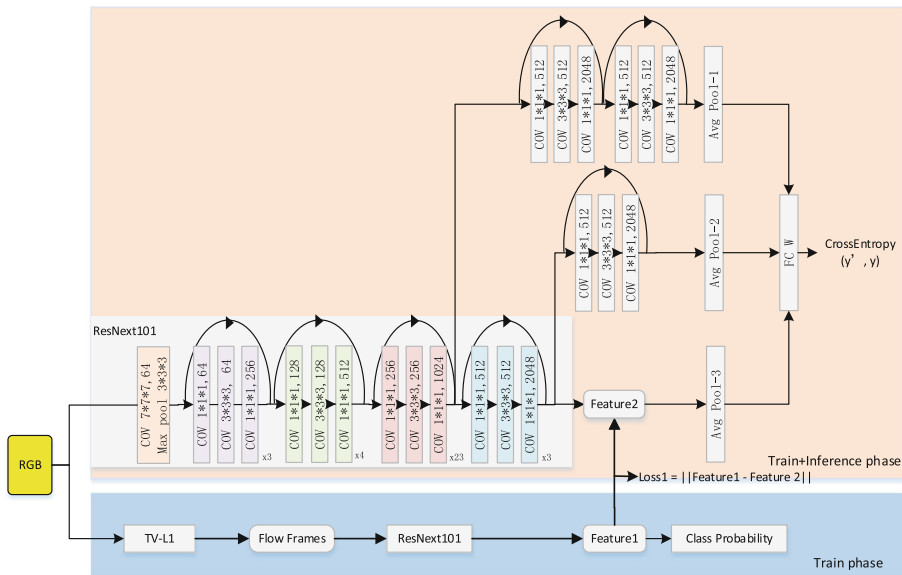 COV 1*1*1, 512
COV 3*3*3, 512
COV 1*1*1, 2048
COV 1*1*1, 512
COV 3*3*3, 512
COV 1*1*1, 2048
Avg Pool-1
COV 1*1*1, 512
COV 3*3*3, 512
COV 1*1*1, 2048
Avg Pool-2
FC W
CrossEntropy
(y' , y)
ResNext101
COV 7*7*7, 64
Max pool 3*3*3
COV 1*1*1, 64
COV 3*3*3, 64
COV 1*1*1, 256
x3
COV 1*1*1, 128
COV 3*3*3, 128
COV 1*1*1, 512
x4
COV 1*1*1, 256
COV 3*3*3, 256
COV 1*1*1, 1024
x23
COV 1*1*1, 512
COV 3*3*3, 512
COV 1*1*1, 2048
x3
Feature2
Avg Pool-3
RGB
Train+Inference phase
Loss1 = ||Feature1 - Feature 2||
TV-L1
Flow Frames
ResNext101
Feature1
Class Probability
Train phase